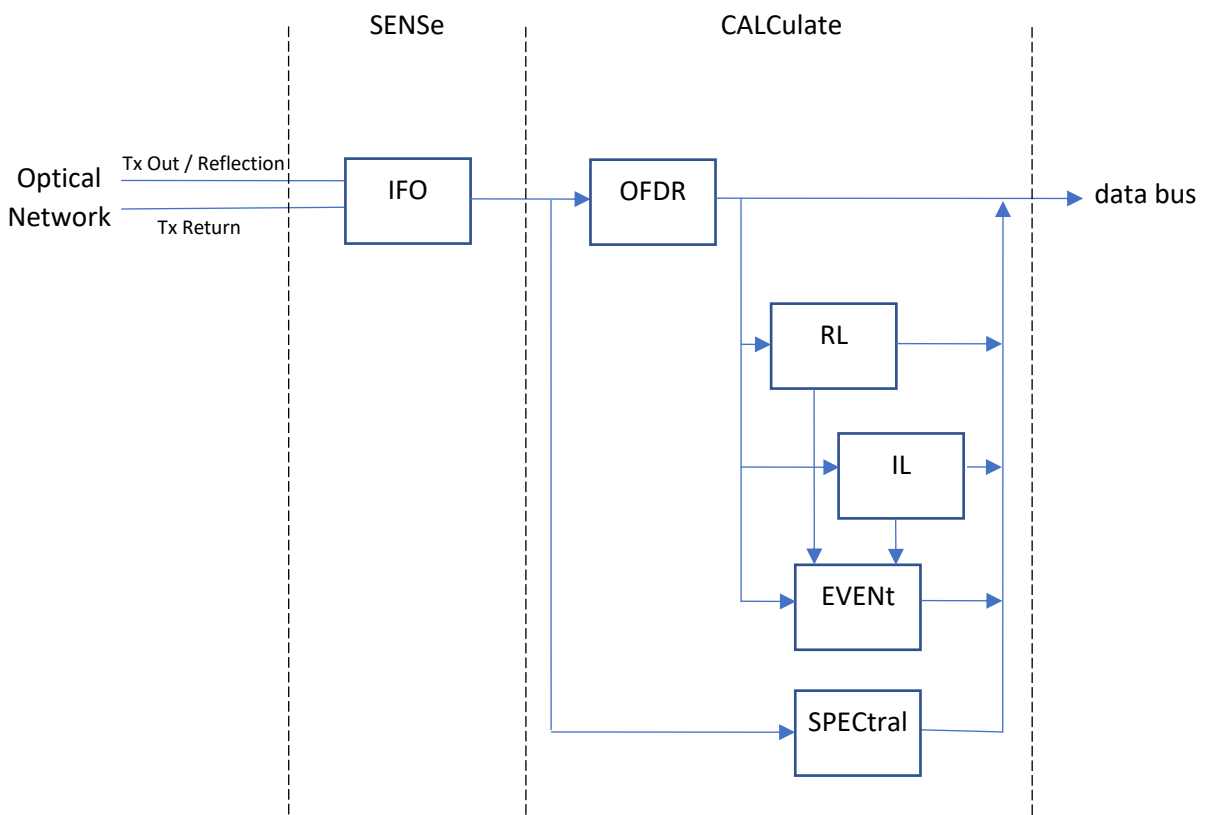 SENSe
CALCulate
Tx Out / Reflection
Optical
Network
Tx Return
IFO
OFDR
data bus
RL
IL
EVENt
SPECtral